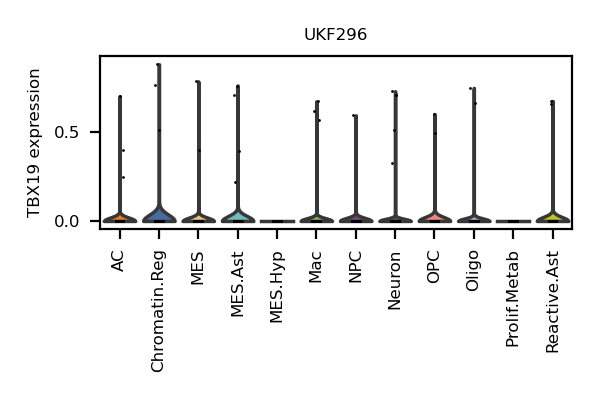 UKF296
TBX19 expression
0.5
0.0
AC
Chromatin.Reg
MES
MES.Ast
MES.Hyp
Mac
NPC
Neuron
OPC
Oligo
Prolif.Metab
Reactive.Ast